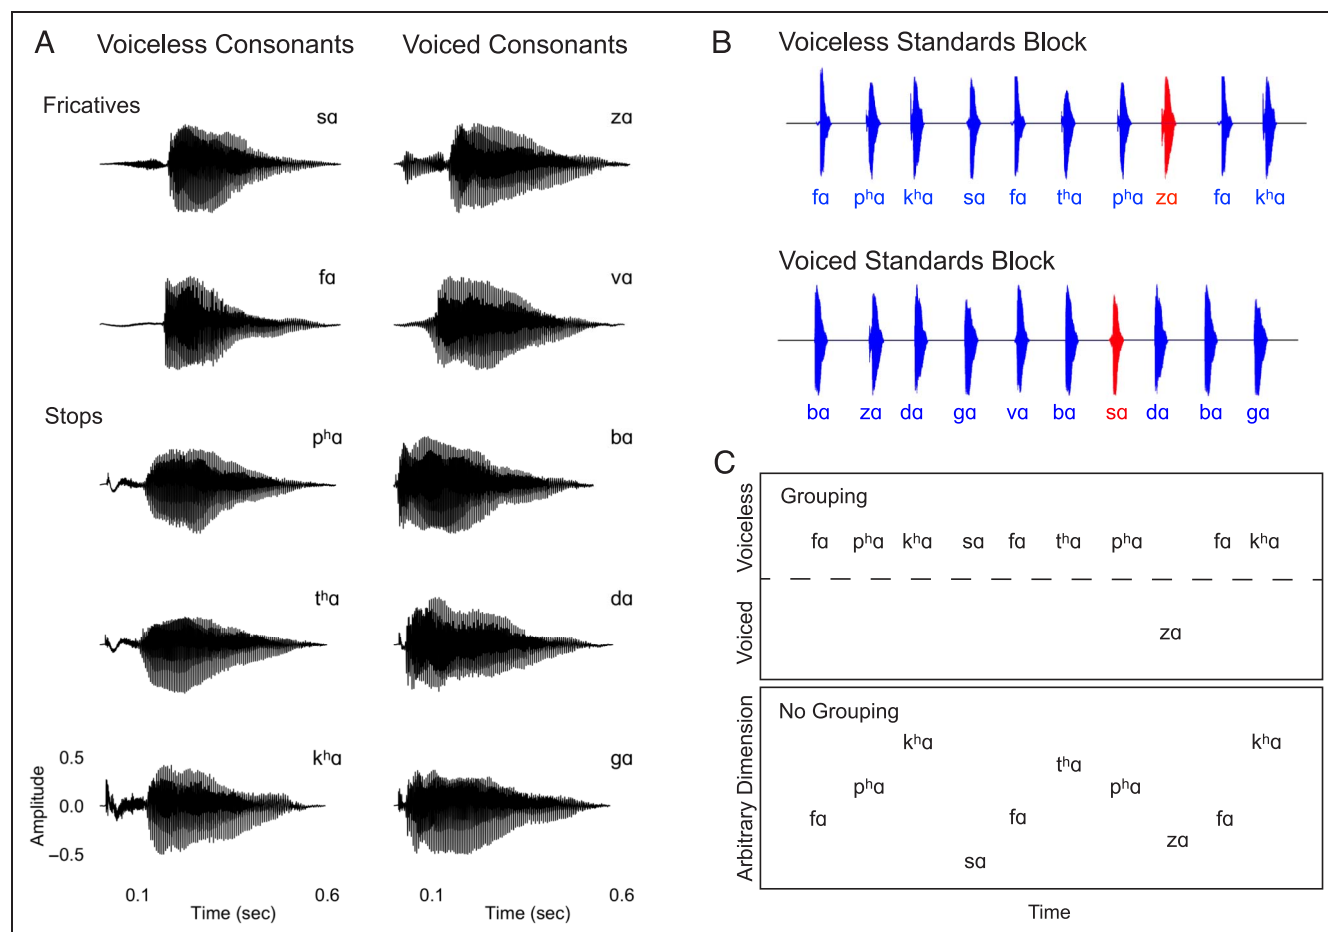 A
Voiceless Consonants Voiced Consonants
Fricatives
sɑ zɑ
fɑ vɑ
Stops
pʰɑ bɑ
tʰɑ dɑ
kʰɑ gɑ
Amplitude
0.5
0.0
−0.5
0.1 0.6 0.1 0.6
Time (sec) Time (sec)
B
Voiceless Standards Block
fɑ pʰɑ kʰɑ sɑ fɑ tʰɑ pʰɑ zɑ fɑ kʰɑ
Voiced Standards Block
bɑ zɑ dɑ gɑ vɑ bɑ sɑ dɑ bɑ gɑ
C
Voiceless
Grouping
fɑ pʰɑ kʰɑ sɑ fɑ tʰɑ pʰɑ fɑ kʰɑ
Voiced
zɑ
Arbitrary Dimension
No Grouping
kʰɑ kʰɑ
tʰɑ
pʰɑ pʰɑ
fɑ fɑ fɑ
zɑ
sɑ
Time